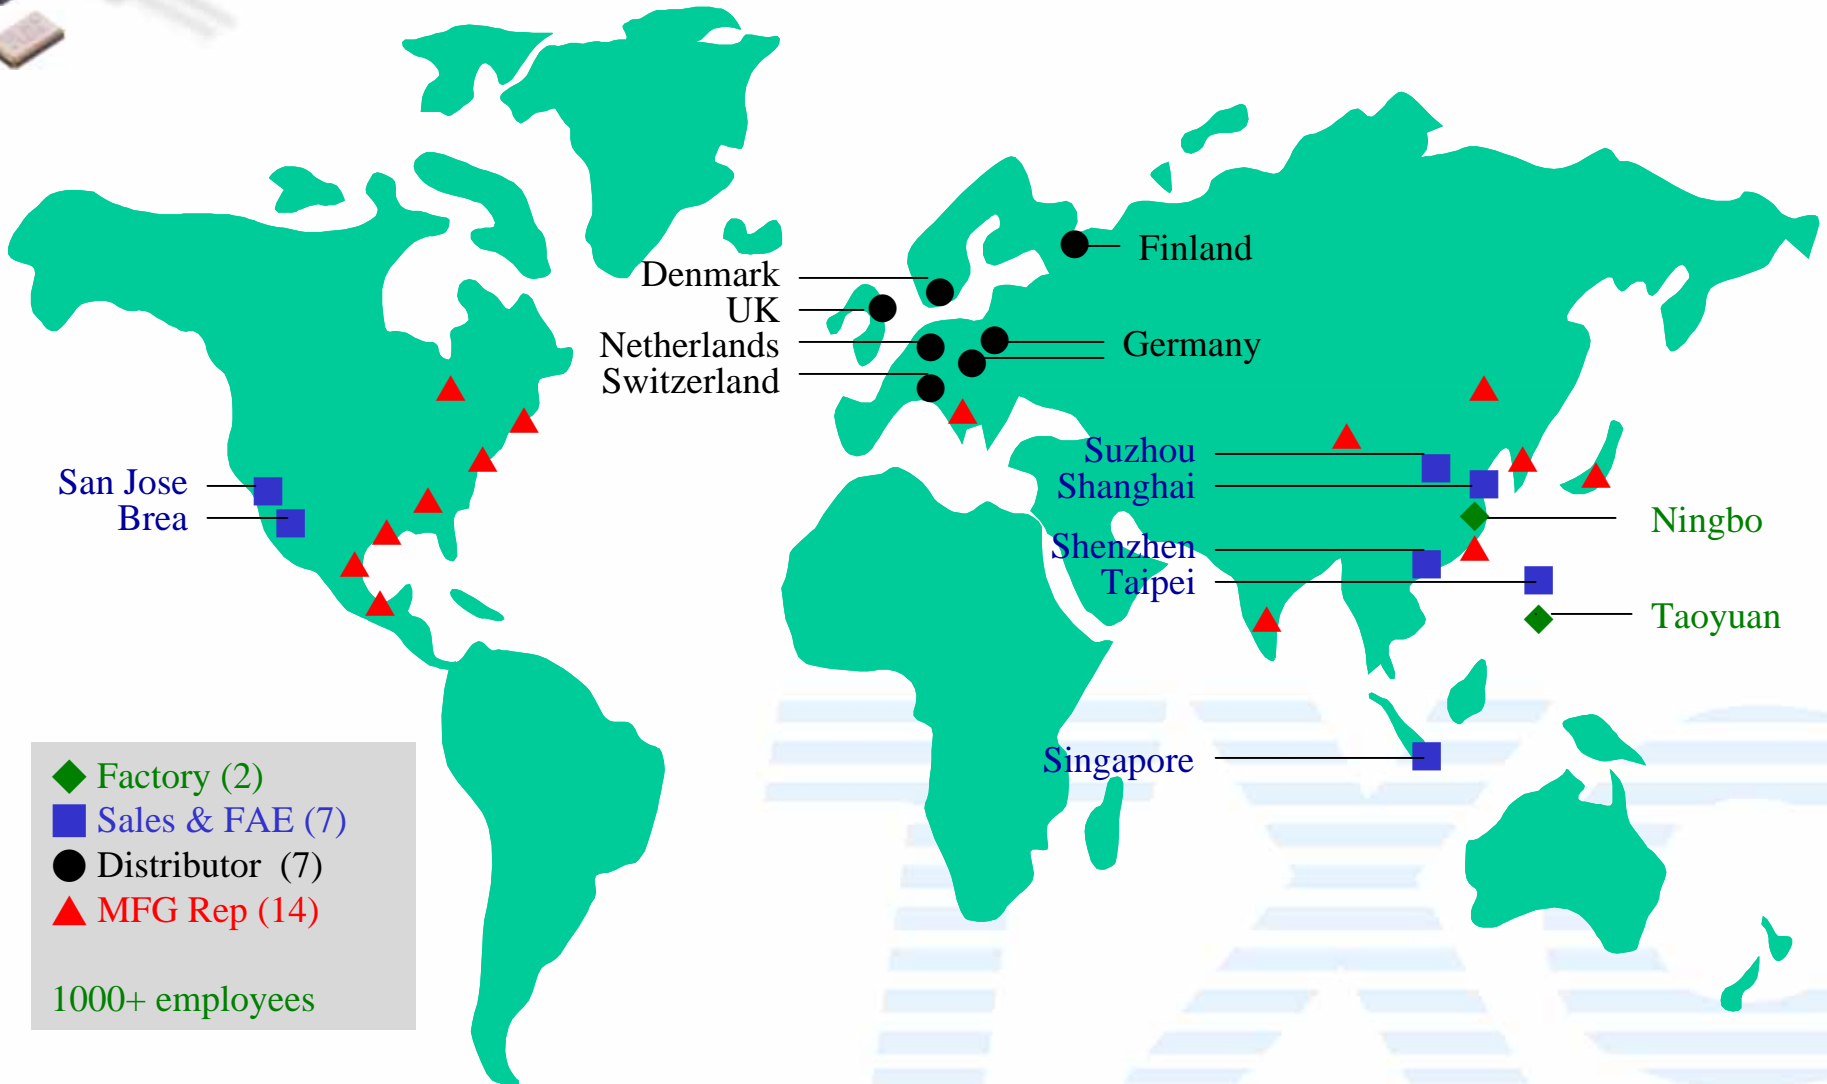 Finland
Denmark
UK
Netherlands
Germany
Switzerland
San Jose
Brea
Suzhou
Shanghai
Ningbo
Shenzhen
Taipei
Taoyuan
Singapore
Factory (2)
Sales & FAE (7)
Distributor (7)
MFG Rep (14)
1000+ employees
TXC